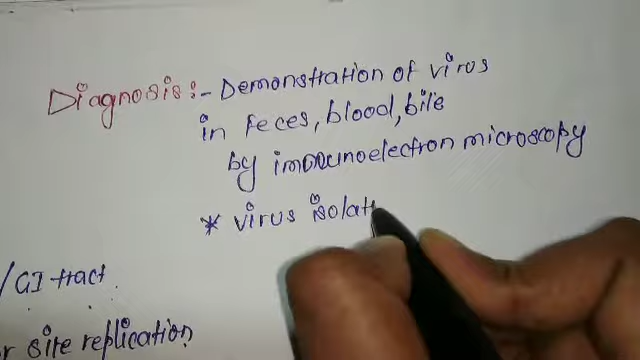 Diagnosis:- Demonstration of virus
in feces, blood, bile
by immunoelectron microscopy
* virus isolat
/GI tract
r site replication